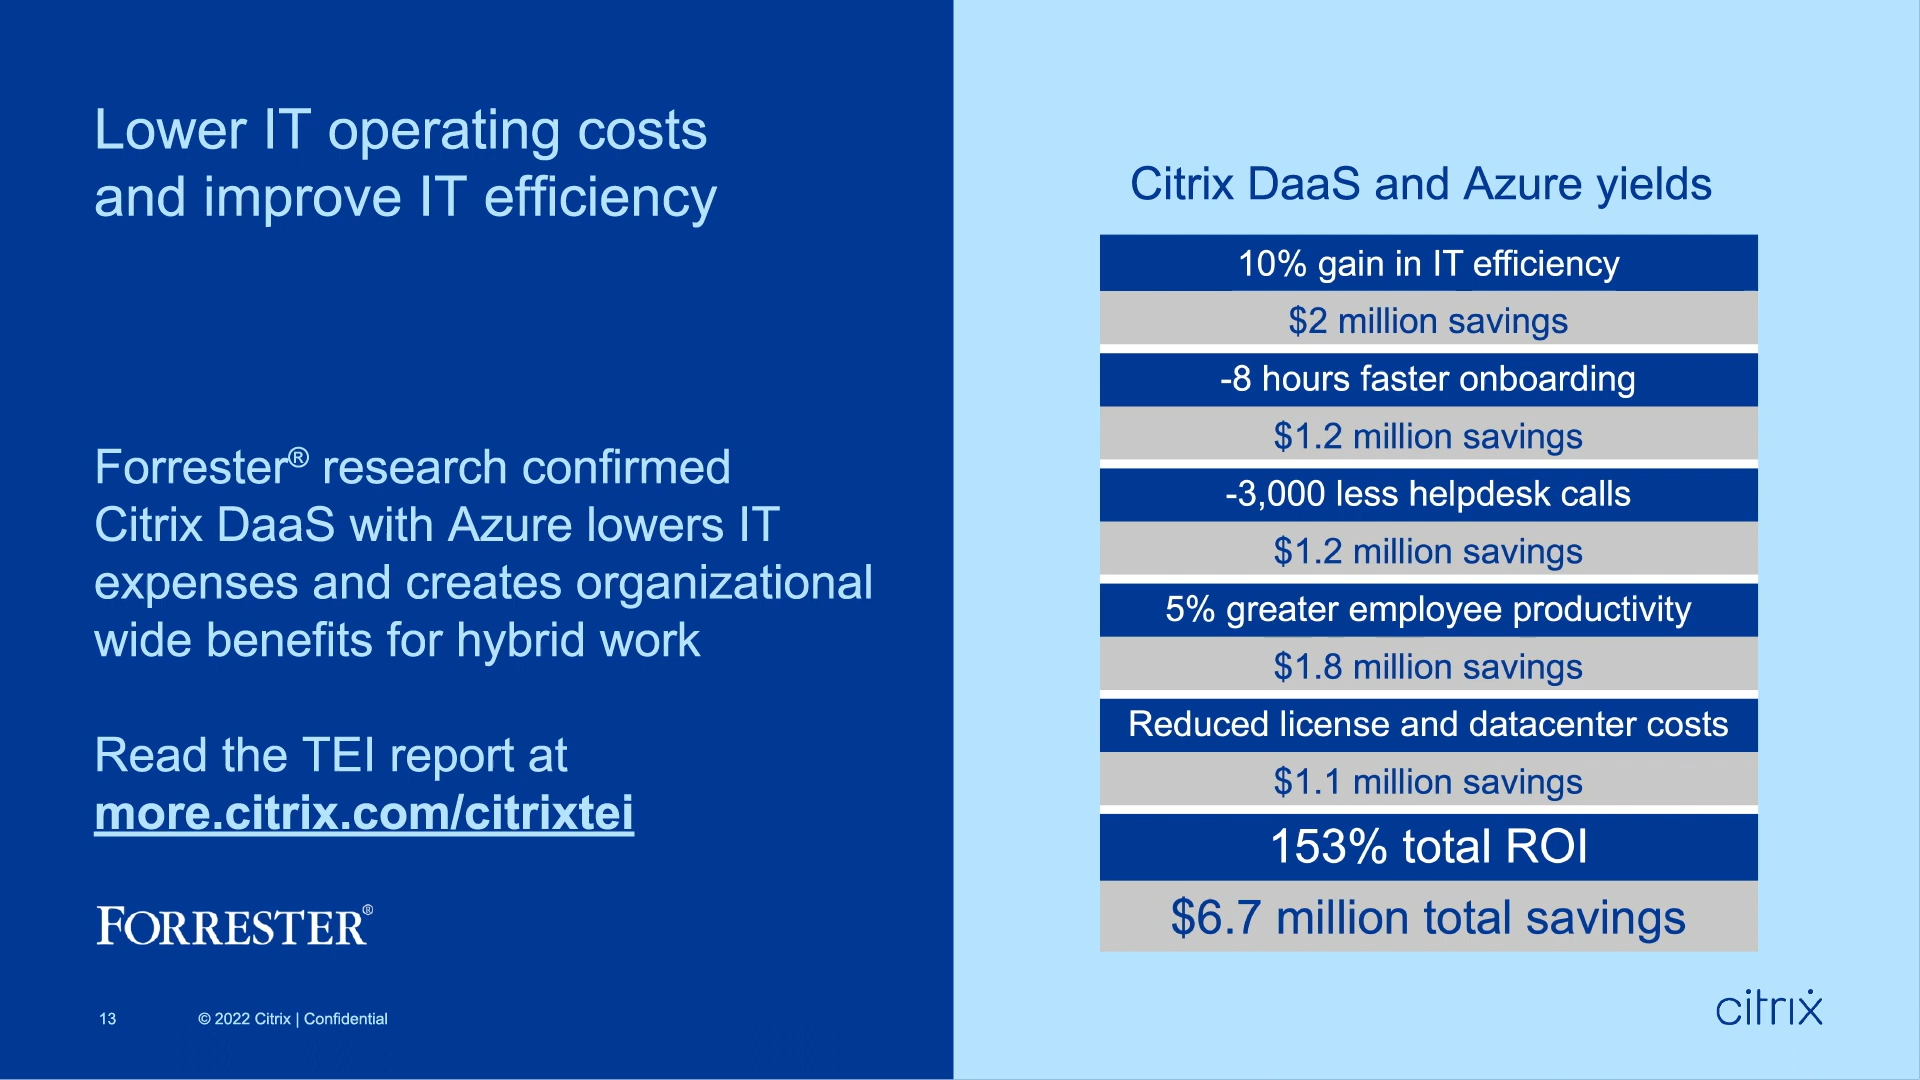 Lower IT operating costs
and improve IT efficiency
Forrester® research confirmed
Citrix DaaS with Azure lowers IT
expenses and creates organizational
wide benefits for hybrid work
Read the TEI report at
more.citrix.com/citrixtei
FORRESTER®
13 © 2022 Citrix | Confidential
Citrix DaaS and Azure yields
10% gain in IT efficiency
$2 million savings
-8 hours faster onboarding
$1.2 million savings
-3,000 less helpdesk calls
$1.2 million savings
5% greater employee productivity
$1.8 million savings
Reduced license and datacenter costs
$1.1 million savings
153% total ROI
$6.7 million total savings
citrix